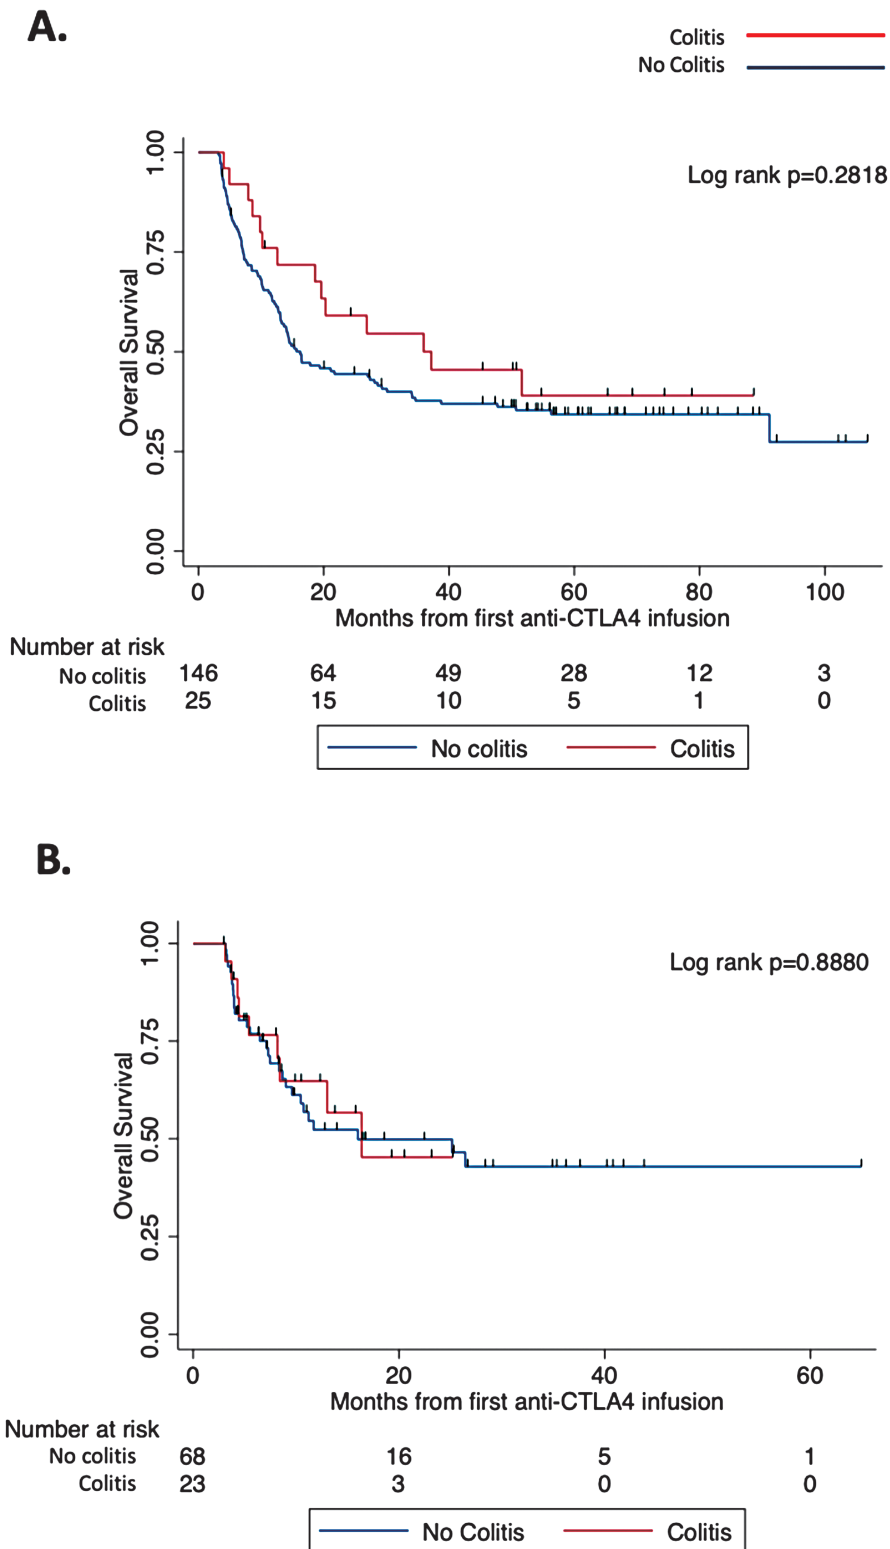 A.
Colitis
No Colitis
Log rank p=0.2818
Overall Survival
1.00
0.75
0.50
0.25
0.00
0 20 40 60 80 100
Months from first anti-CTLA4 infusion
Number at risk
No colitis 146 64 49 28 12 3
Colitis 25 15 10 5 1 0
No colitis Colitis
B.
Log rank p=0.8880
Overall Survival
1.00
0.75
0.50
0.25
0.00
0 20 40 60
Months from first anti-CTLA4 infusion
Number at risk
No colitis 68 16 5 1
Colitis 23 3 0 0
No Colitis Colitis